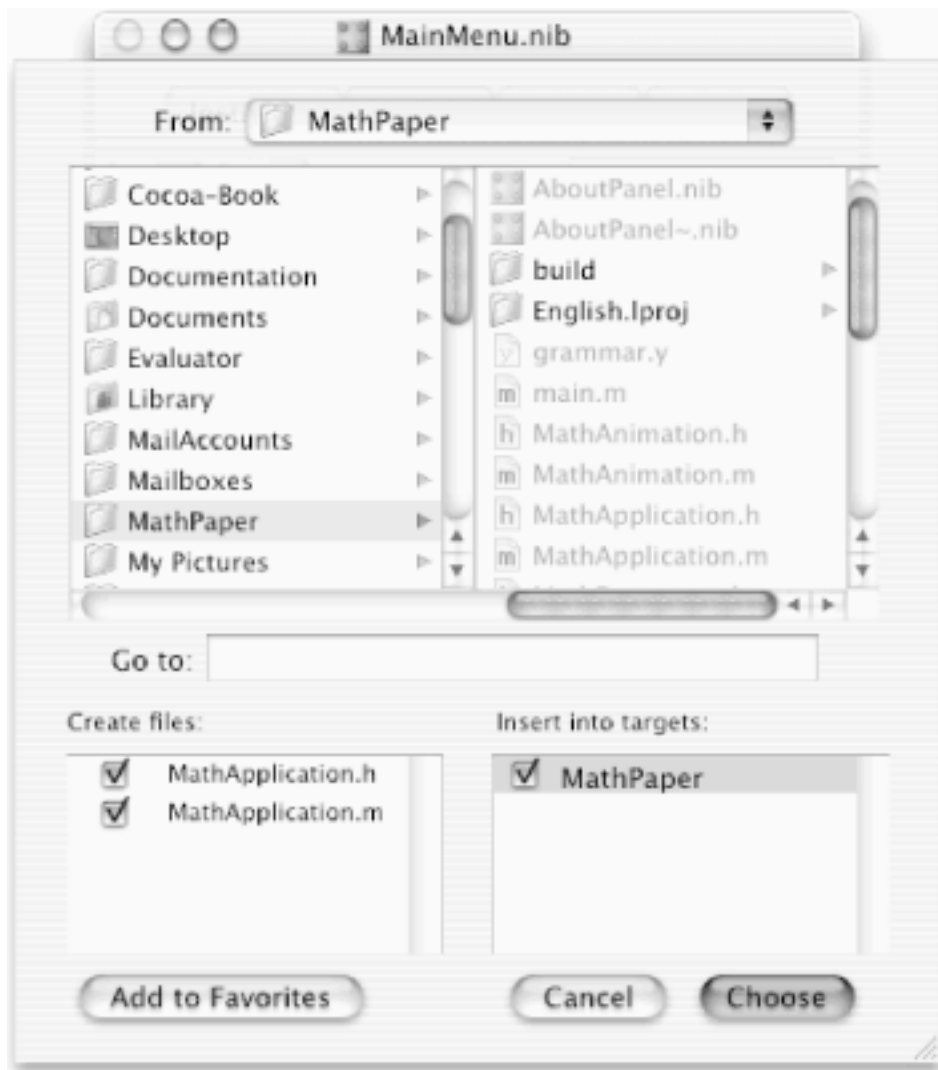 MainMenu.nib
From: MathPaper
Cocoa-Book
Desktop
Documentation
Documents
Evaluator
Library
MailAccounts
Mailboxes
MathPaper
My Pictures
AboutPanel.nib
AboutPanel~.nib
build
English.lproj
y grammar.y
m main.m
h MathAnimation.h
m MathAnimation.m
h MathApplication.h
m MathApplication.m
Go to:
Create files:
MathApplication.h
MathApplication.m
Insert into targets:
MathPaper
Add to Favorites
Cancel
Choose